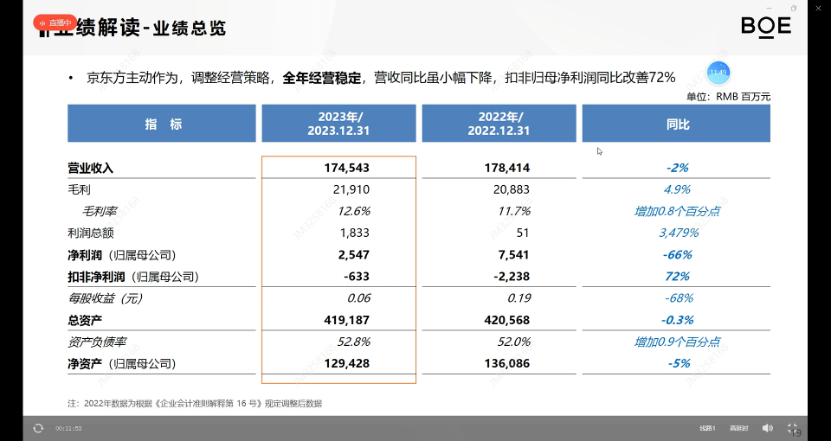 直播中
业绩解读-业绩总览
BOE
• 京东方主动作为，调整经营策略，全年经营稳定，营收同比虽小幅下降，扣非归母净利润同比改善72%
单位：RMB 百万元
指 标 2023年/ 2022年/ 同比
2023.12.31 2022.12.31
营业收入 174,543 178,414 -2%
毛利 21,910 20,883 4.9%
毛利率 12.6% 11.7% 增加0.8个百分点
利润总额 1,833 51 3,479%
净利润（归属母公司） 2,547 7,541 -66%
扣非净利润（归属母公司） -633 -2,238 72%
每股收益（元） 0.06 0.19 -68%
总资产 419,187 420,568 -0.3%
资产负债率 52.8% 52.0% 增加0.9个百分点
净资产（归属母公司） 129,428 136,086 -5%
注：2022年数据为根据《企业会计准则解释第 16 号》规定调整后数据
线路1